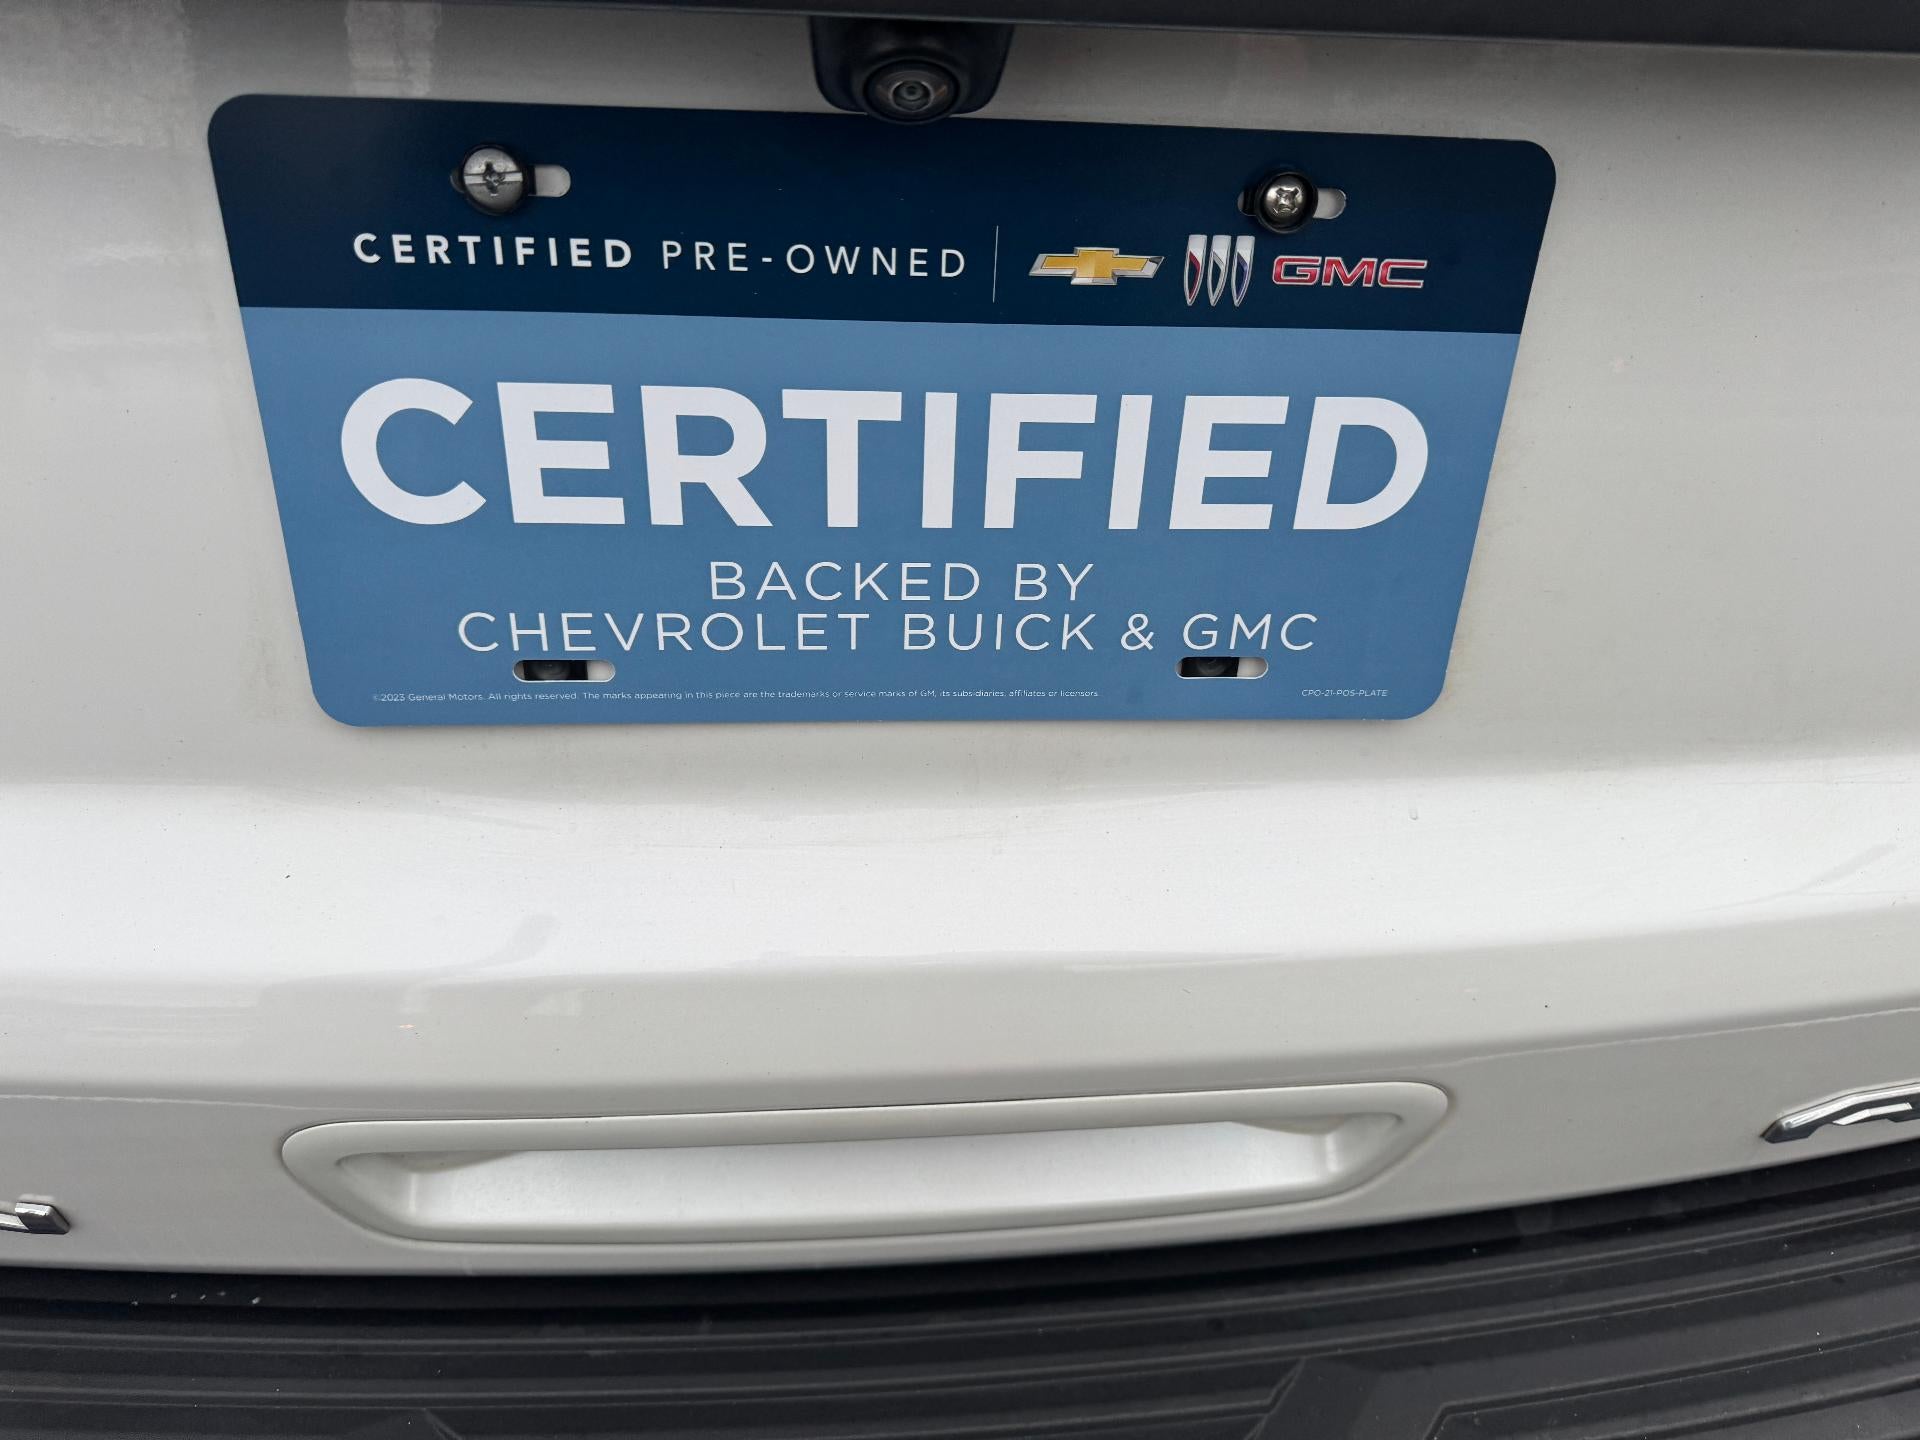 CERTIFIED PRE-OWNED GMC
CERTIFIED
BACKED BY
CHEVROLET BUICK & GMC
©2023 General Motors. All rights reserved. The marks appearing in this piece are the trademarks or service marks of GM, its subsidiaries, affiliates or licensors.
CPO-21-POS-PLATE